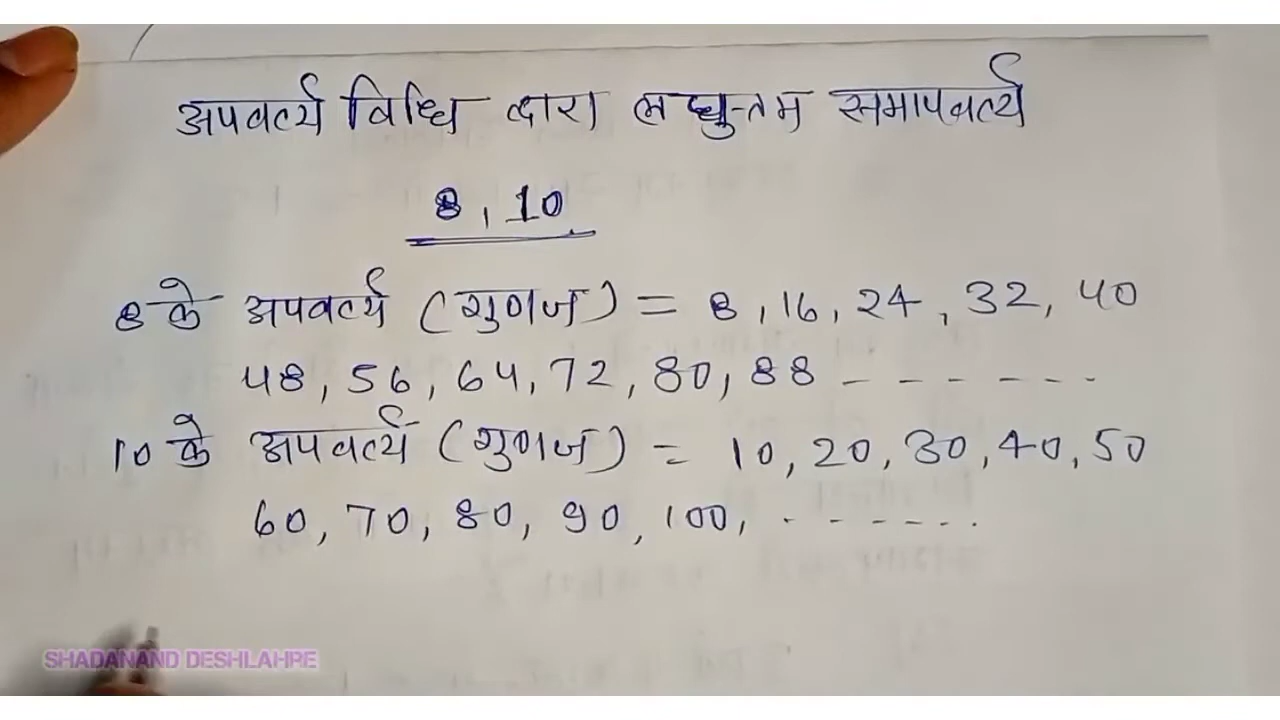 अपवर्त्य विधि द्वारा लघुत्तम समापवर्त्य
8, 10
8 के अपवर्त्य (गुणज) = 8, 16, 24, 32, 40
48, 56, 64, 72, 80, 88 - - - - - -
10 के अपवर्त्य (गुणज) = 10, 20, 30, 40, 50
60, 70, 80, 90, 100, - - - - - - -
SHADANAND DESHLAHRE